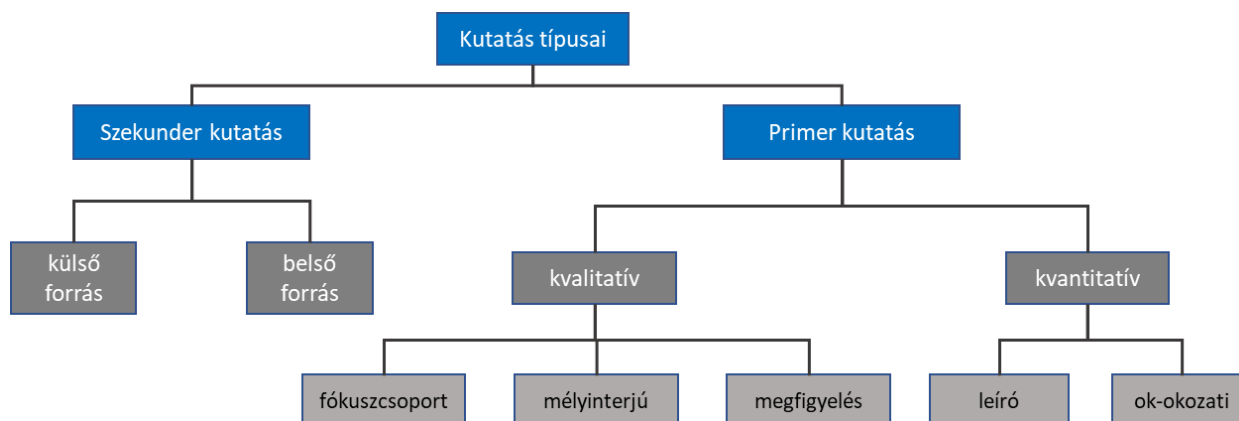 Kutatás típusai
Szekunder kutatás
Primer kutatás
külső
forrás
belső
forrás
kvalitatív
kvantitatív
fókuszcsoport
mélyinterjú
megfigyelés
leíró
ok-okozati